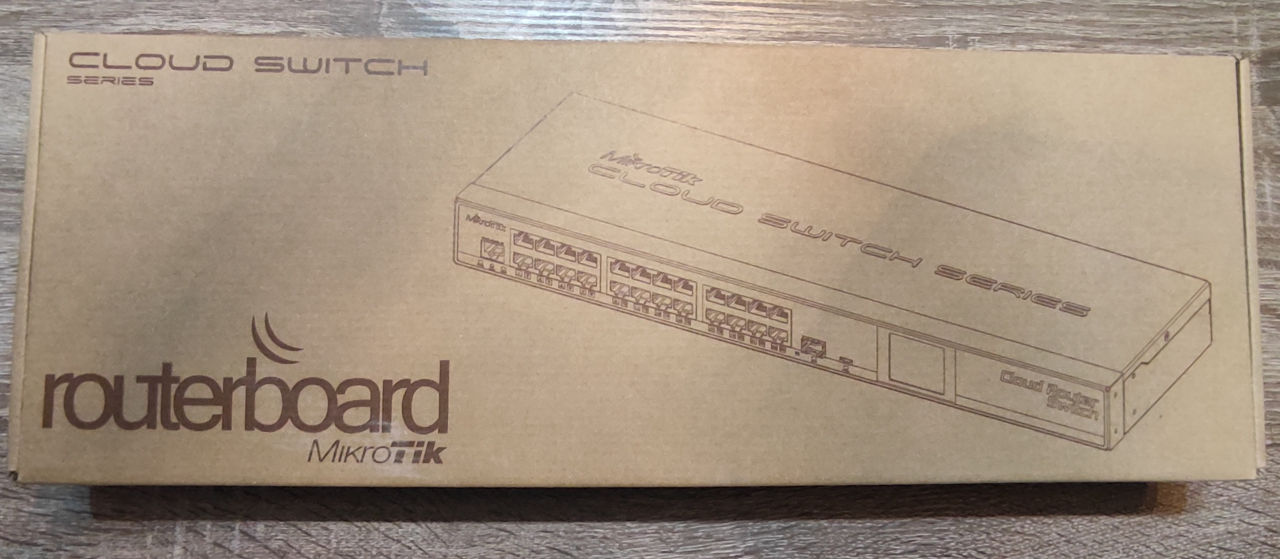 CLOUD SWITCH
SERIES
MikroTik
CLOUD SWITCH SERIES
MikroTik
Cloud Router
Switch
routerboard
MikroTik